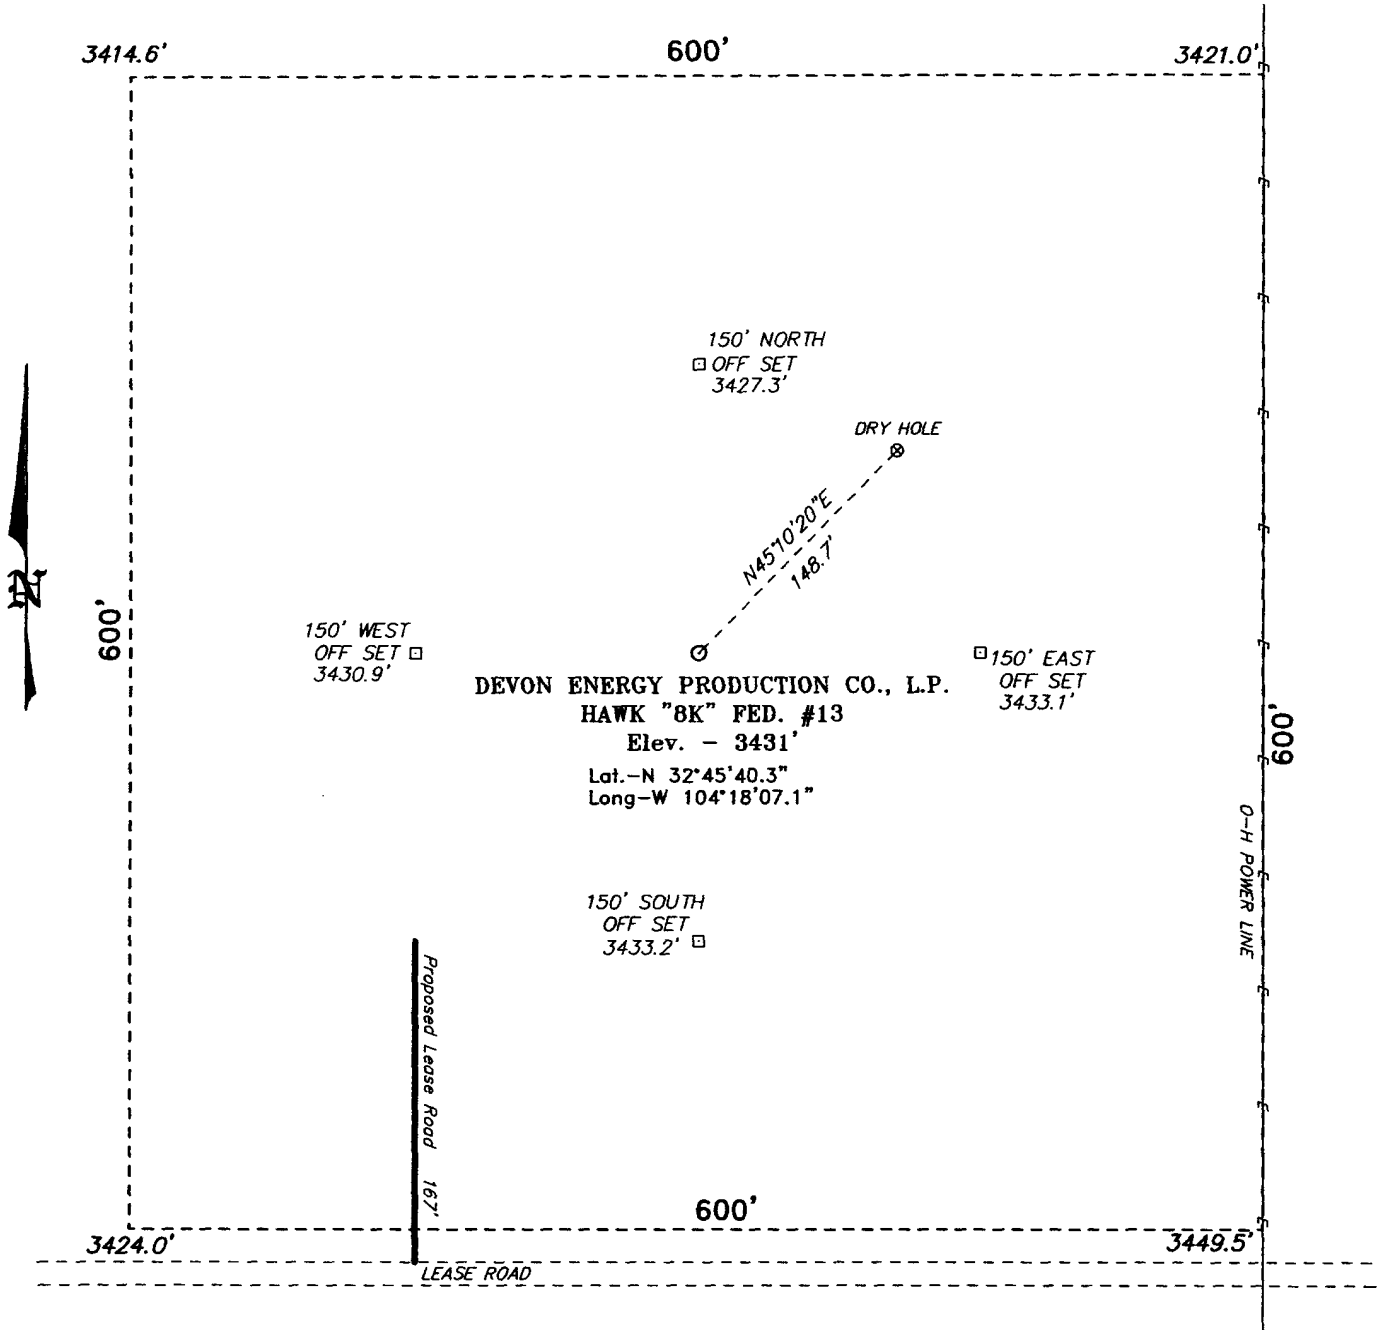 3414.6'
600'
3421.0'
150' NORTH
OFF SET
3427.3'
DRY HOLE
N45°10'20"E
148.7'
N
600'
150' WEST
OFF SET
3430.9'
150' EAST
OFF SET
3433.1'
DEVON ENERGY PRODUCTION CO., L.P.
HAWK "8K" FED. #13
Elev. - 3431'
Lat.-N 32°45'40.3"
Long-W 104°18'07.1"
600'
O-H POWER LINE
150' SOUTH
OFF SET
3433.2'
Proposed Lease Road 167'
600'
3424.0'
3449.5'
LEASE ROAD